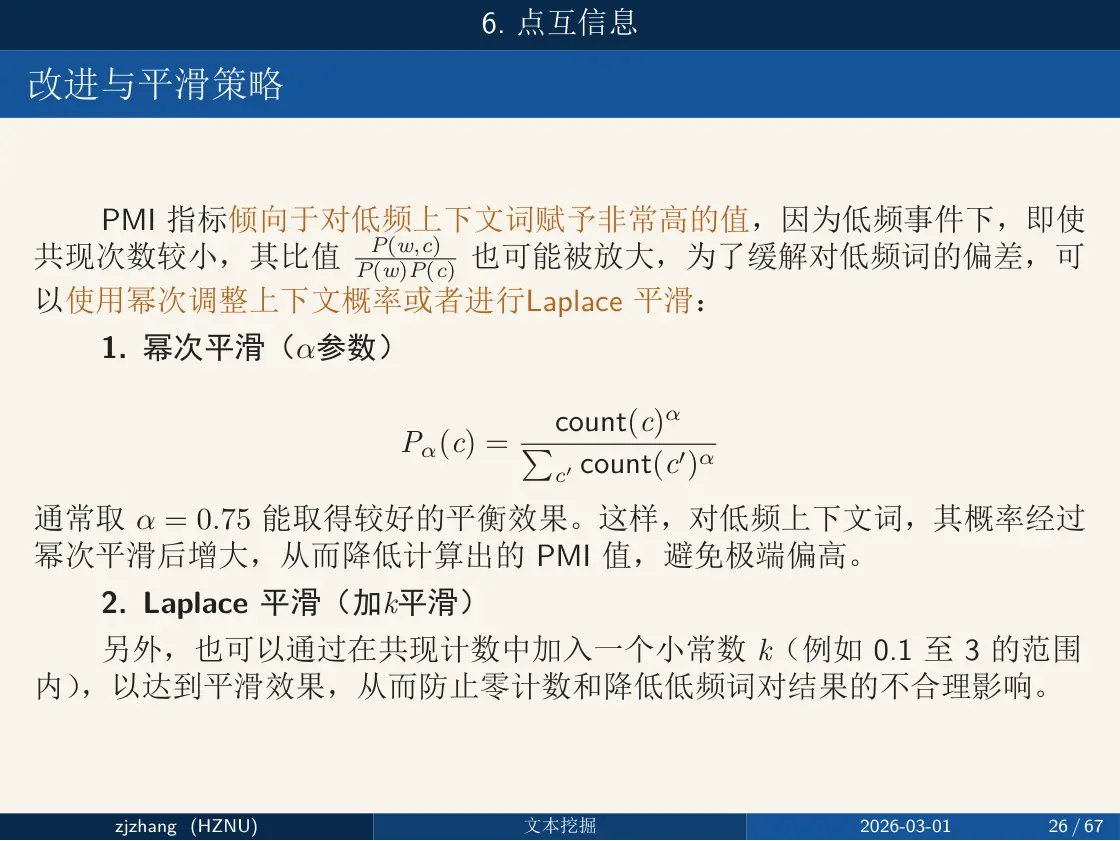 6. 点互信息
改进与平滑策略
PMI 指标倾向于对低频上下文词赋予非常高的值，因为低频事件下，即使
共现次数较小，其比值 $\frac{P(w,c)}{P(w)P(c)}$ 也可能被放大，为了缓解对低频词的偏差，可
以使用幂次调整上下文概率或者进行Laplace 平滑：
1. 幂次平滑（α参数）
$P_\alpha(c) = \frac{\text{count}(c)^\alpha}{\sum_{c'} \text{count}(c')^\alpha}$
通常取 α = 0.75 能取得较好的平衡效果。这样，对低频上下文词，其概率经过
幂次平滑后增大，从而降低计算出的 PMI 值，避免极端偏高。
2. Laplace 平滑（加k平滑）
另外，也可以通过在共现计数中加入一个小常数 k（例如 0.1 至 3 的范围
内），以达到平滑效果，从而防止零计数和降低低频词对结果的不合理影响。
zjzhang (HZNU) 文本挖掘 2026-03-01 26 / 67